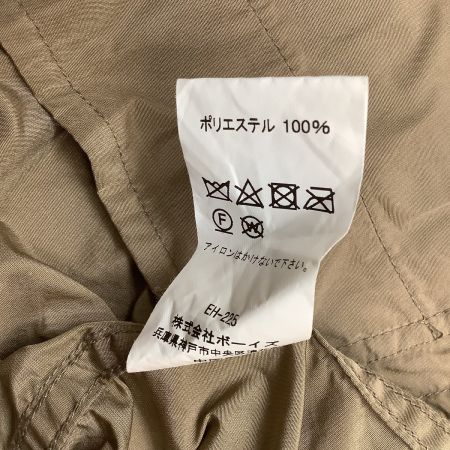 ポリエステル 100%
F W
アイロンはかけないで下さい。
EH-225
株式会社ボーイズ
兵庫県神戸市中央区